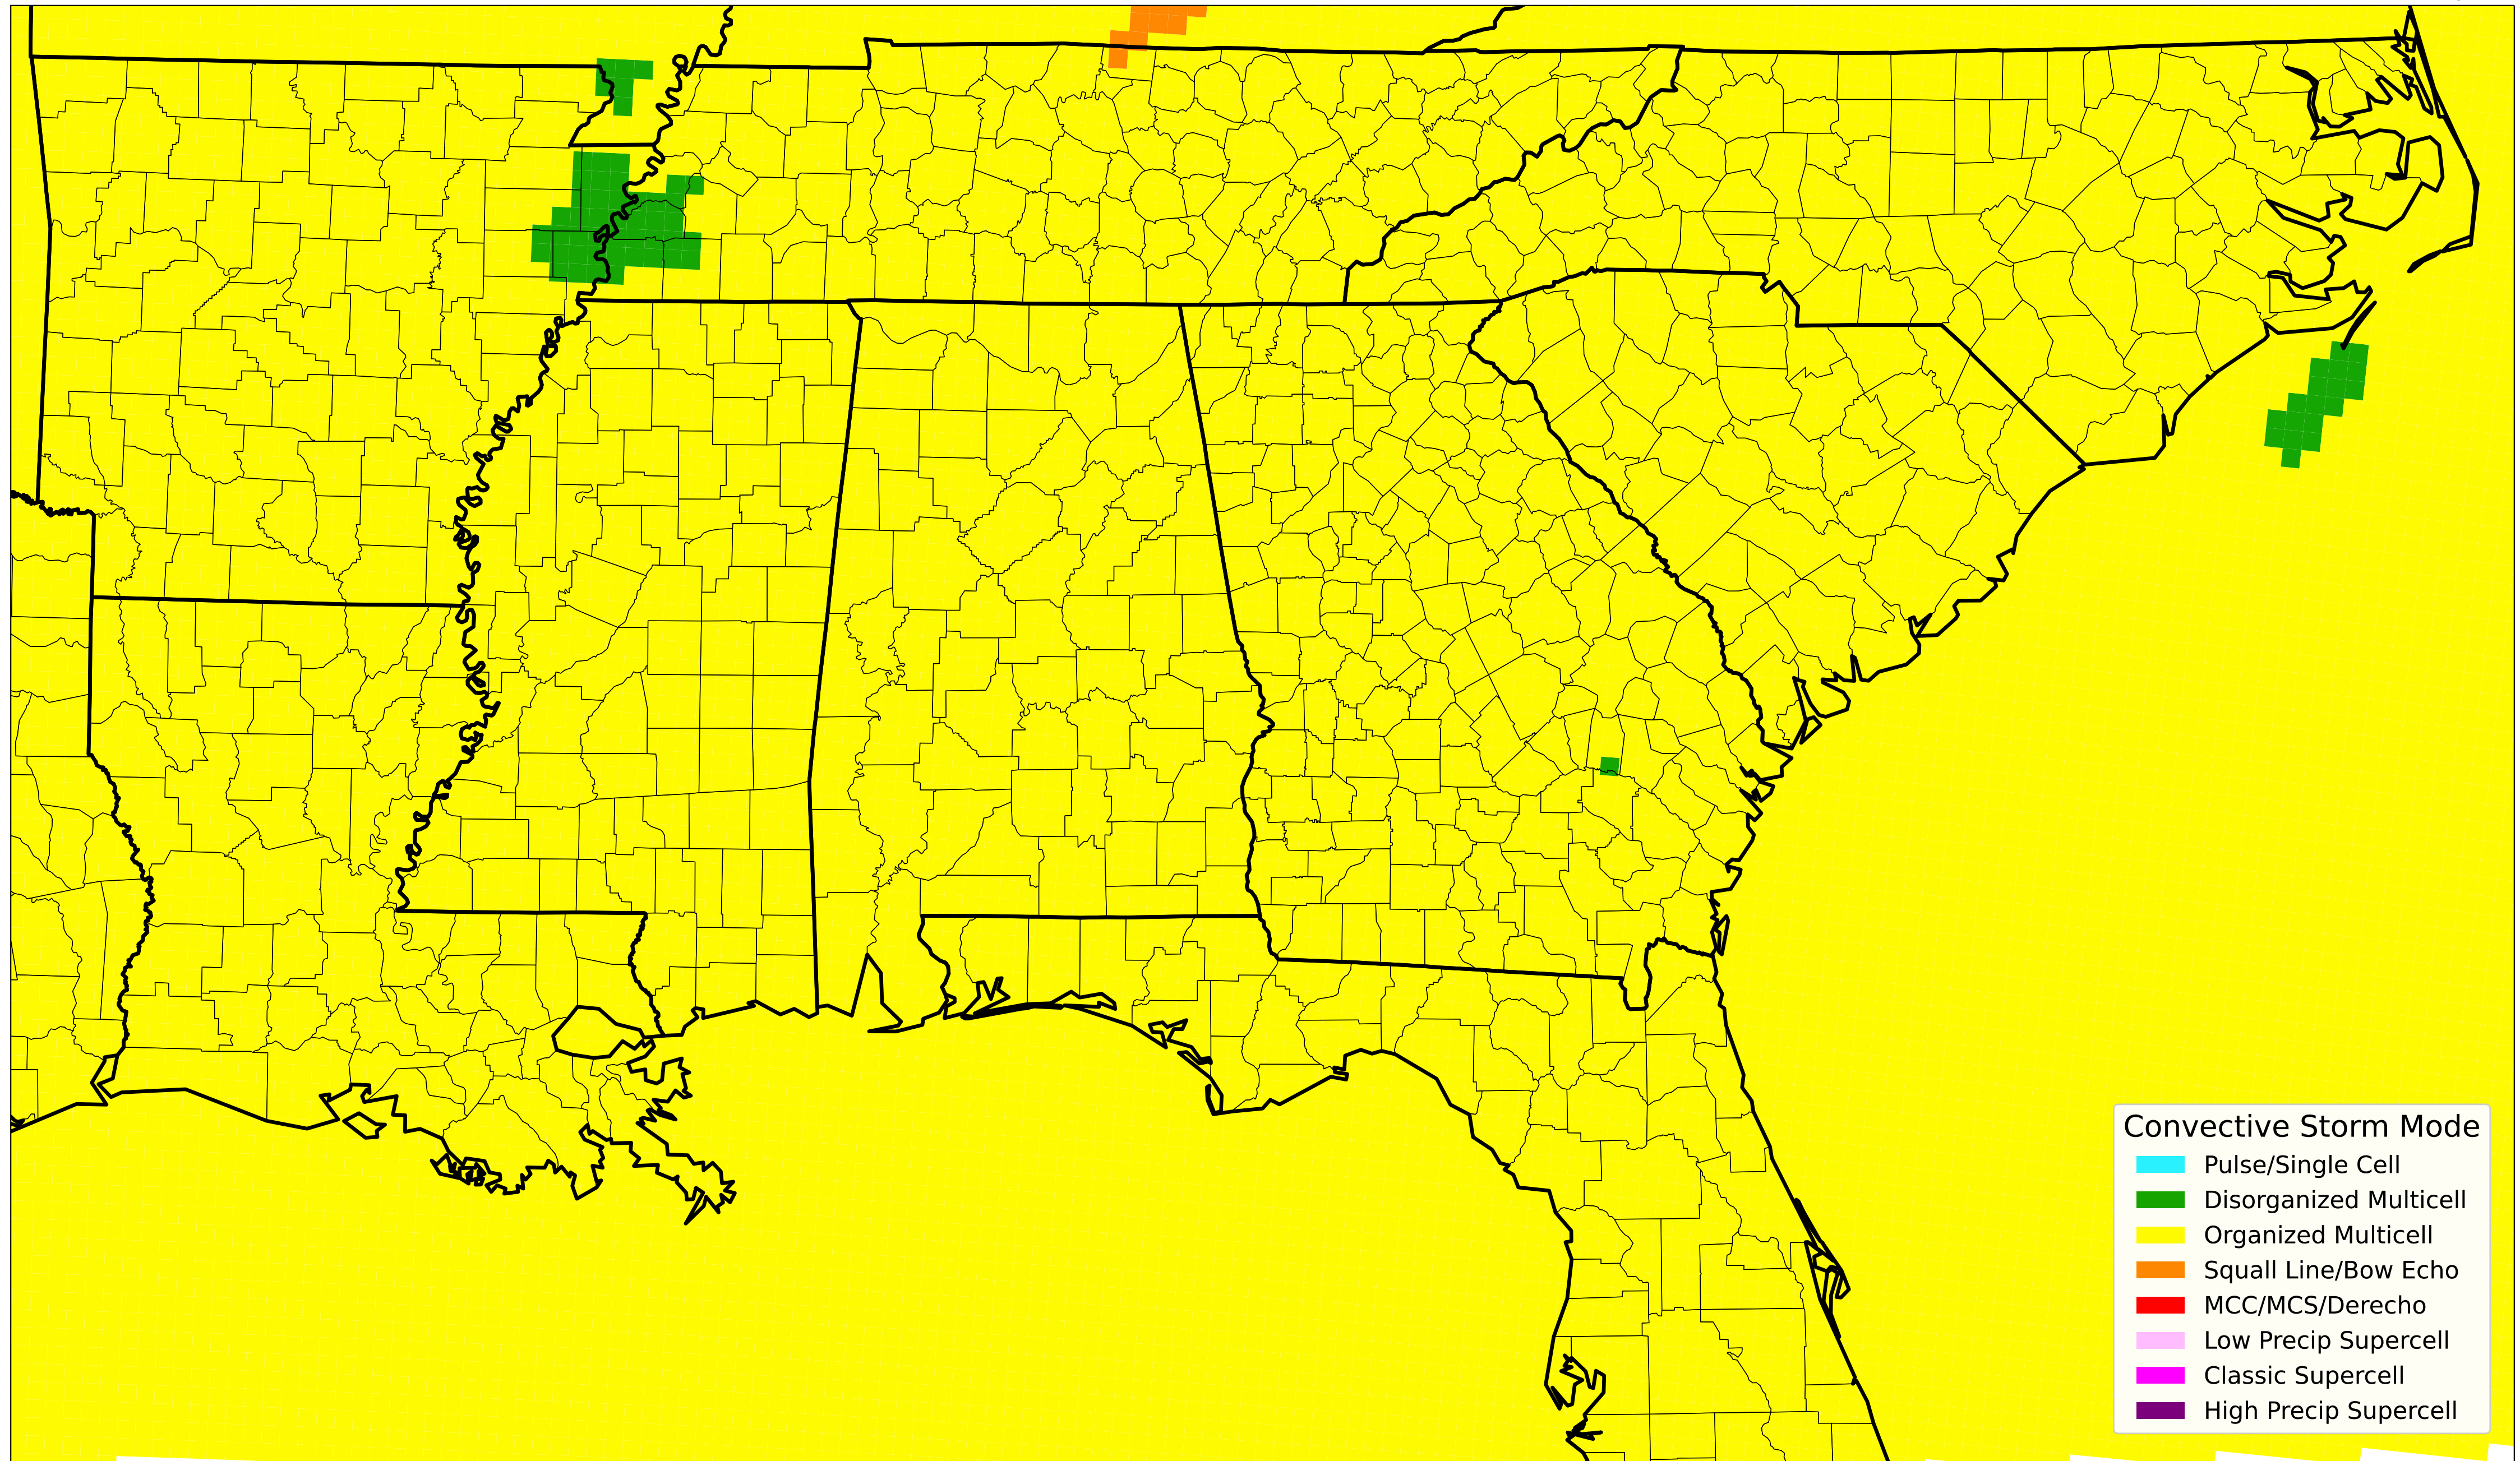 Convective Storm Mode
Pulse/Single Cell
Disorganized Multicell
Organized Multicell
Squall Line/Bow Echo
MCC/MCS/Derecho
Low Precip Supercell
Classic Supercell
High Precip Supercell